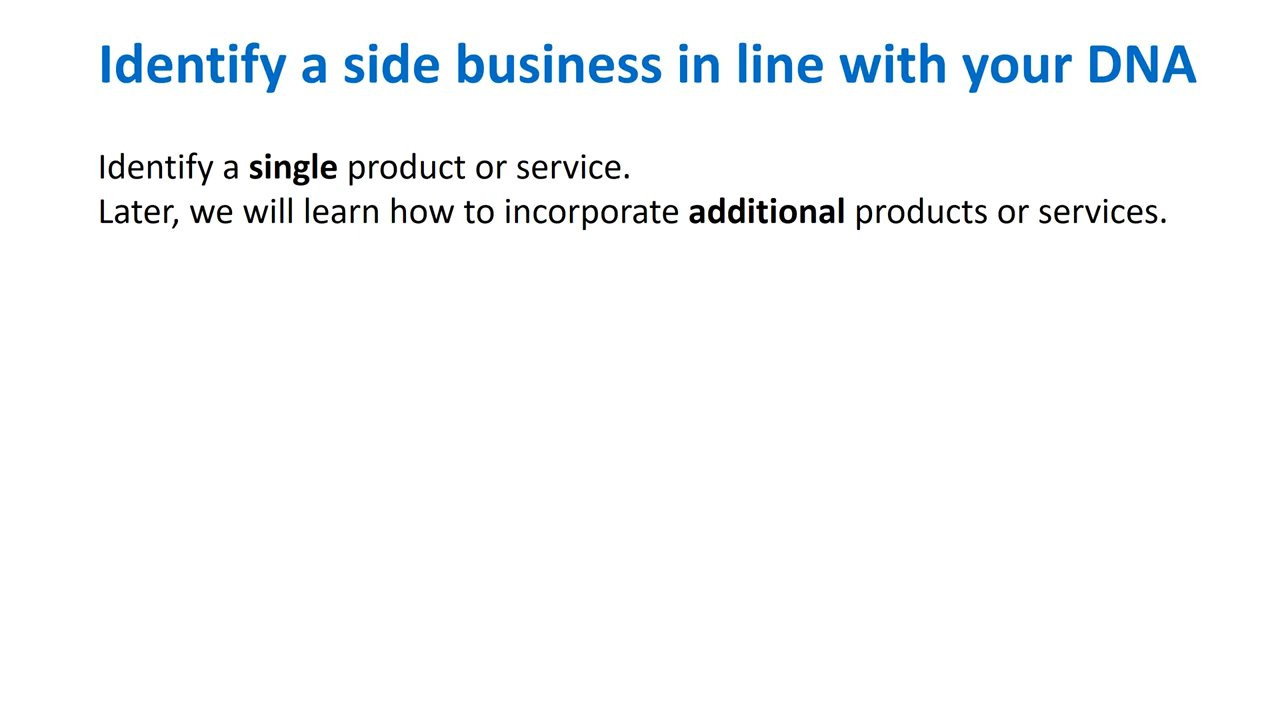 Identify a side business in line with your DNA
Identify a single product or service.
Later, we will learn how to incorporate additional products or services.